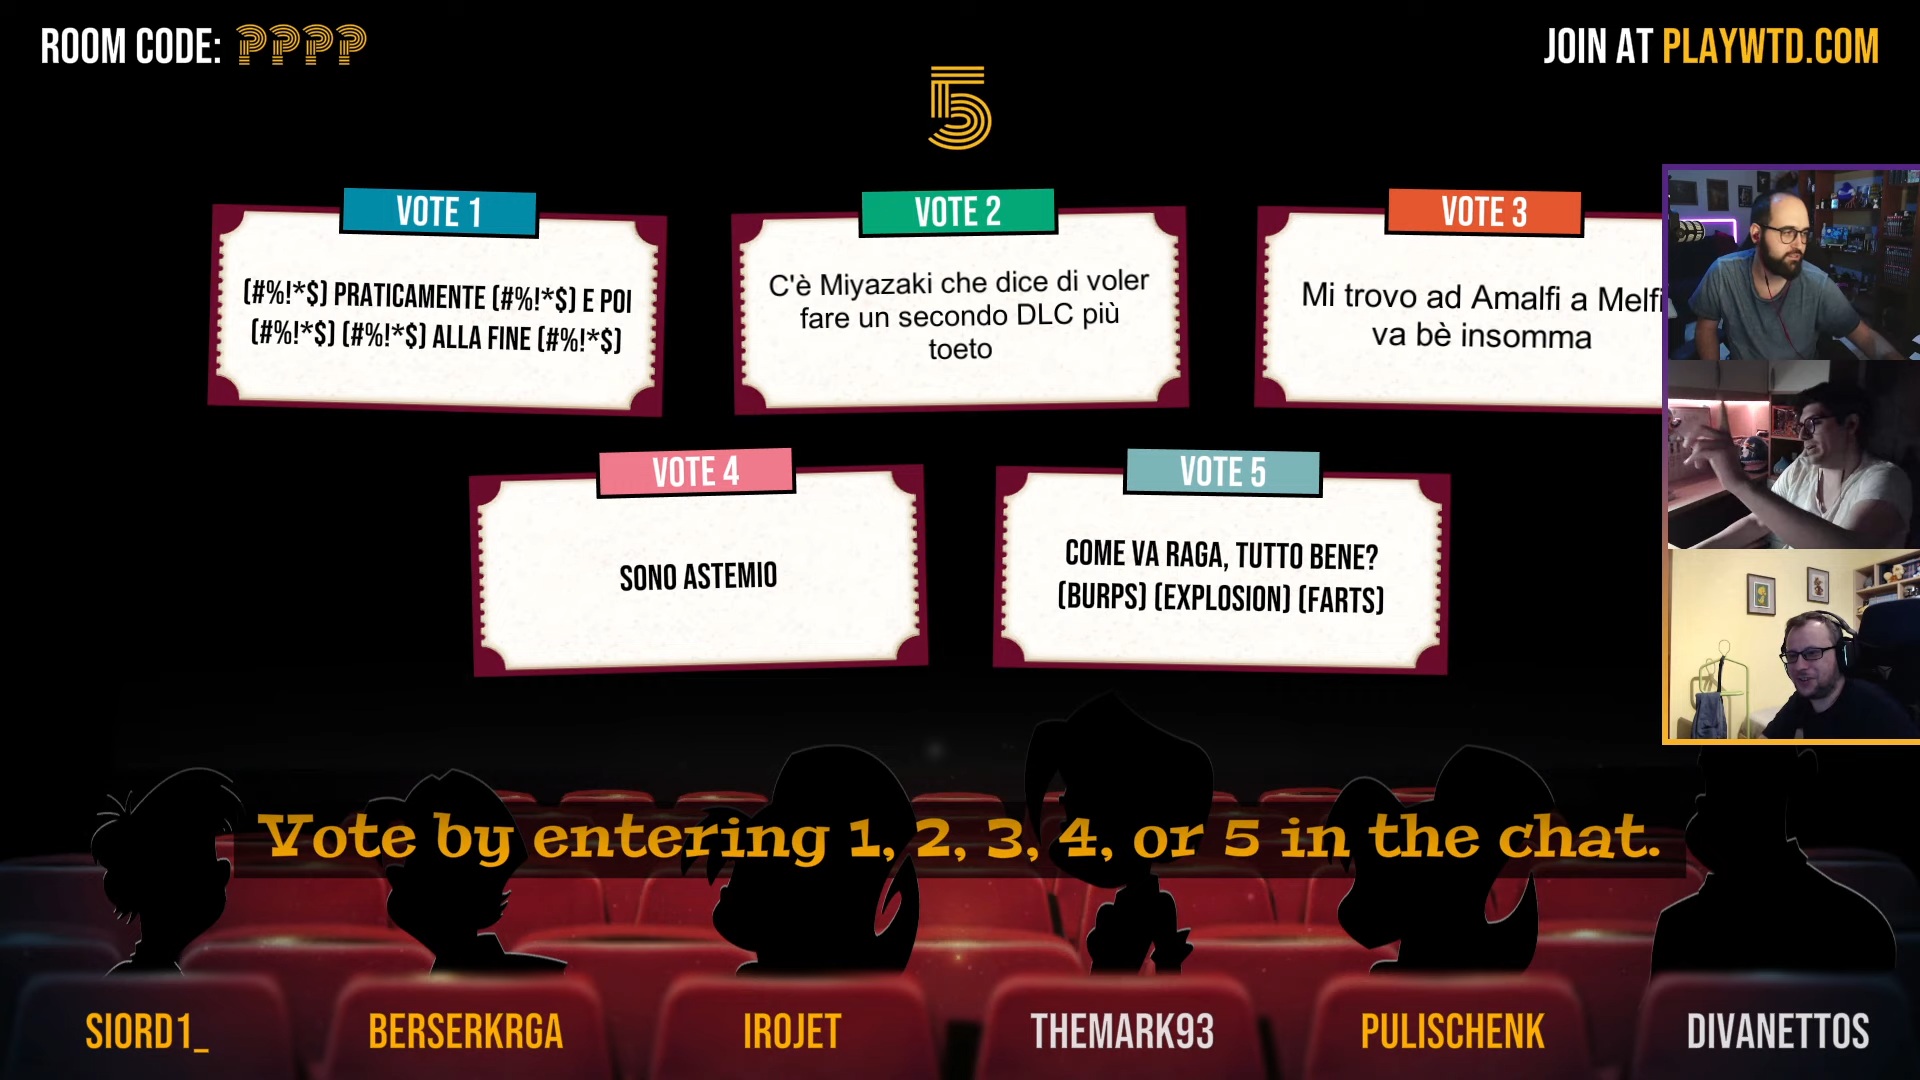 ROOM CODE: ????
JOIN AT PLAYWTD.COM
5
VOTE 1
(#%!*$) PRATICAMENTE (#%!*$) E POI
(#%!*$) (#%!*$) ALLA FINE (#%!*$)
VOTE 2
C'è Miyazaki che dice di voler
fare un secondo DLC più
toeto
VOTE 3
Mi trovo ad Amalfi a Melfi
va bè insomma
VOTE 4
SONO ASTEMIO
VOTE 5
COME VA RAGA, TUTTO BENE?
(BURPS) (EXPLOSION) (FARTS)
Vote by entering 1, 2, 3, 4, or 5 in the chat.
SIORD1_
BERSERKRGA
IROJET
THEMARK93
PULISCHENK
DIVANETTOS